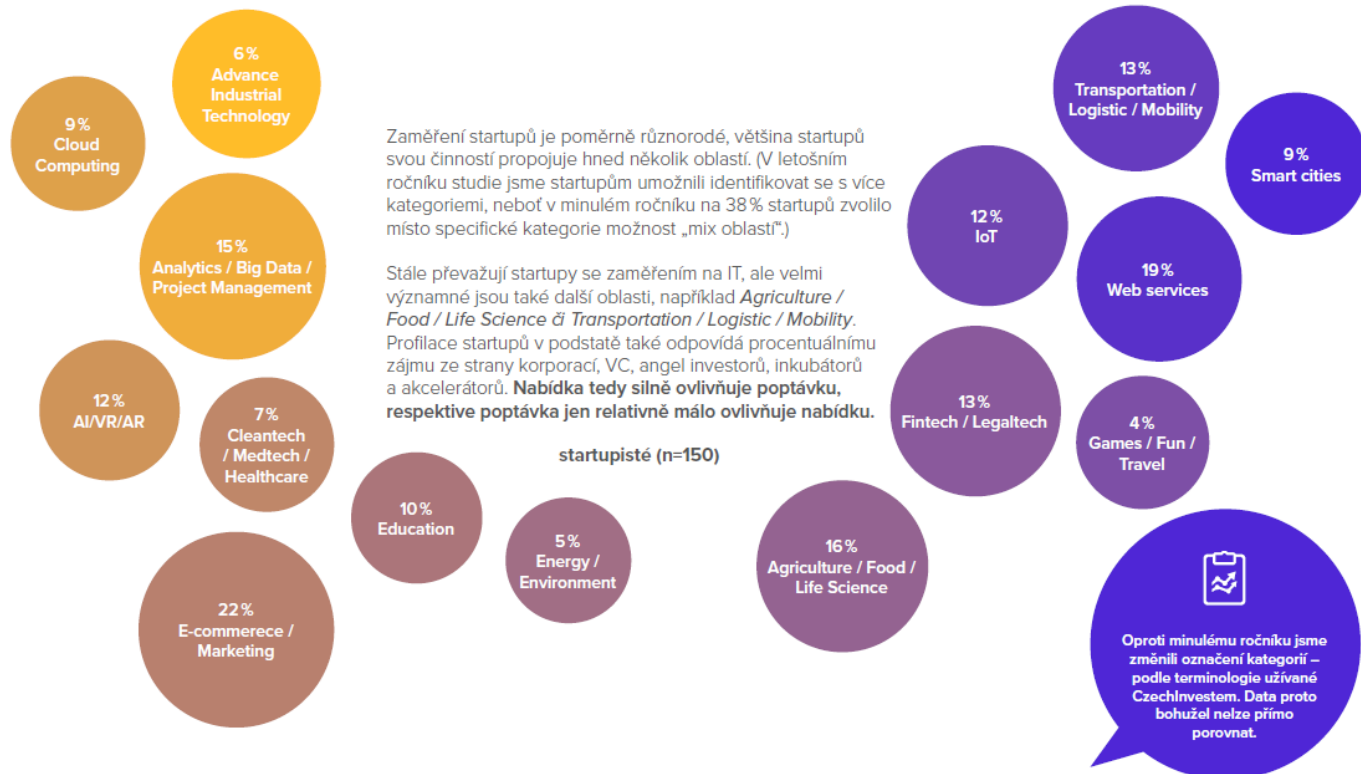 6 %
Advance
Industrial
Technology
9 %
Cloud
Computing
15 %
Analytics / Big Data /
Project Management
12 %
AI/VR/AR
7 %
Cleantech
/ Medtech /
Healthcare
22 %
E-commerece /
Marketing
10 %
Education
5 %
Energy /
Environment
Zaměření startupů je poměrně různorodé, většina startupů
svou činností propojuje hned několik oblastí. (V letošním
ročníku studie jsme startupům umožnili identifikovat se s více
kategoriemi, neboť v minulém ročníku na 38 % startupů zvolilo
místo specifické kategorie možnost „mix oblastí“.)
Stále převažují startupy se zaměřením na IT, ale velmi
významné jsou také další oblasti, například Agriculture /
Food / Life Science či Transportation / Logistic / Mobility.
Profilace startupů v podstatě také odpovídá procentuálnímu
zájmu ze strany korporací, VC, angel investorů, inkubátorů
a akcelerátorů. Nabídka tedy silně ovlivňuje poptávku,
respektive poptávka jen relativně málo ovlivňuje nabídku.
startupisté (n=150)
13 %
Transportation /
Logistic / Mobility
9 %
Smart cities
12 %
IoT
19 %
Web services
13 %
Fintech / Legaltech
4 %
Games / Fun /
Travel
16 %
Agriculture / Food /
Life Science
Oproti minulému ročníku jsme
změnili označení kategorií –
podle terminologie užívané
CzechInvestem. Data proto
bohužel nelze přímo
porovnat.